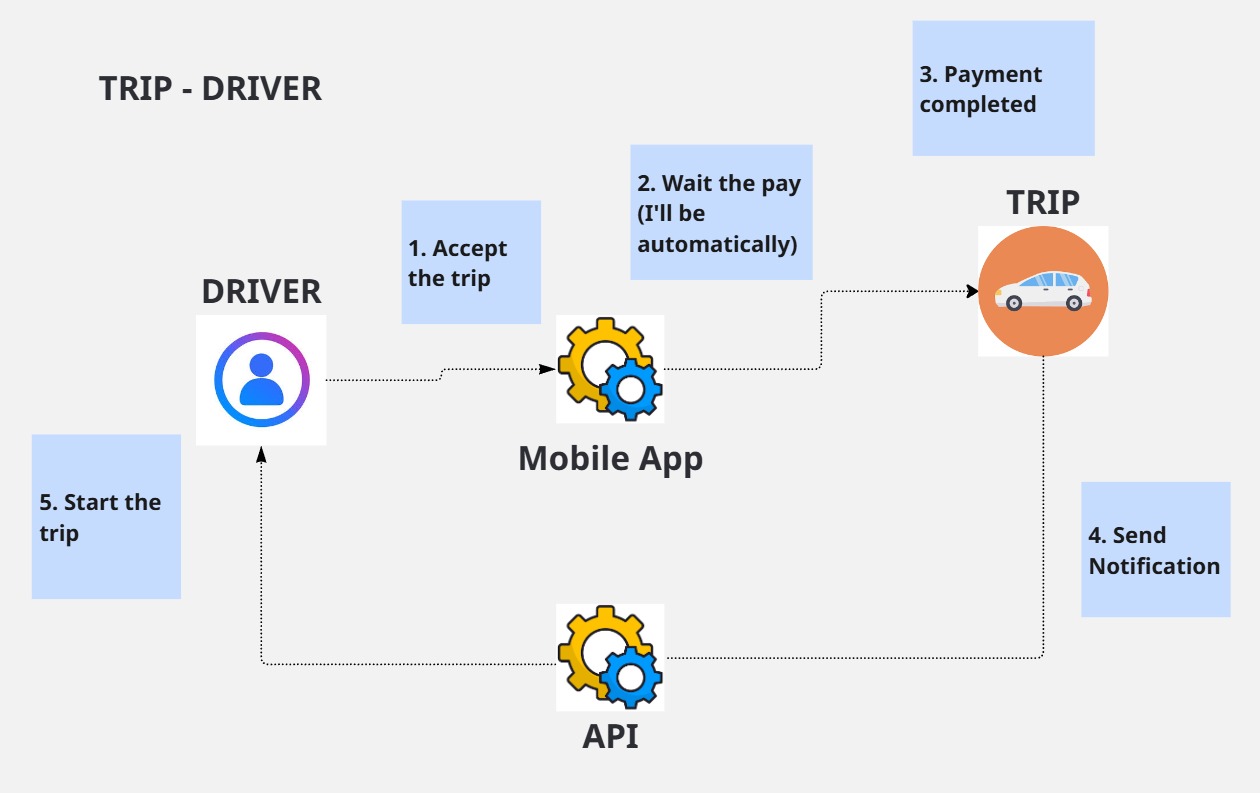 TRIP - DRIVER
3. Payment
completed
2. Wait the pay
(I'll be
automatically)
1. Accept
the trip
TRIP
DRIVER
Mobile App
5. Start the
trip
4. Send
Notification
API